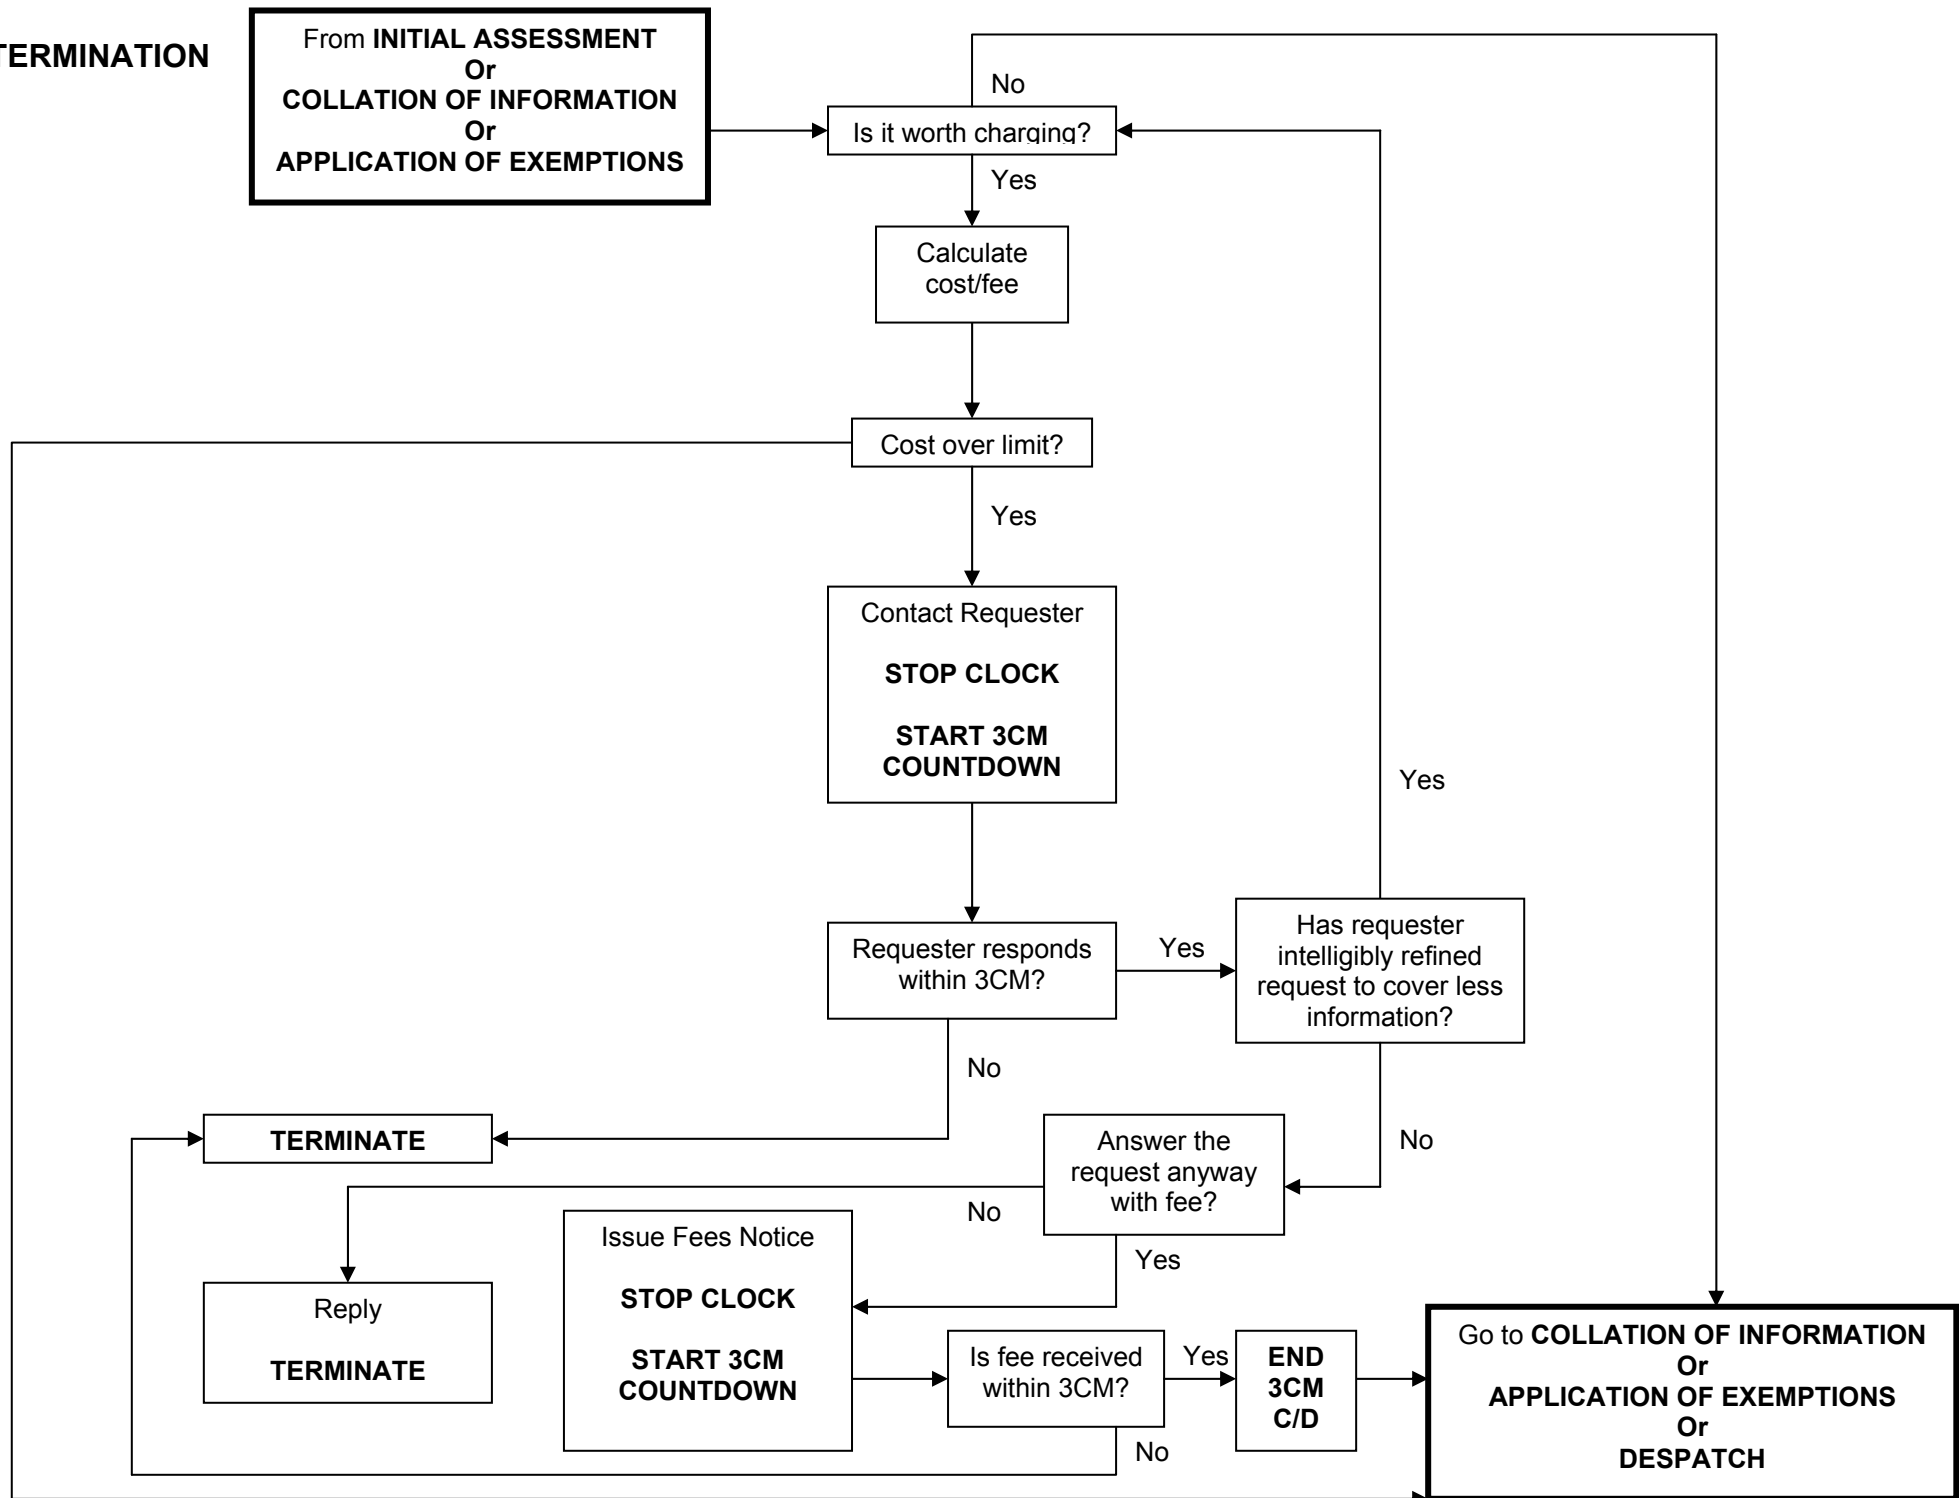 TERMINATION
From INITIAL ASSESSMENT
Or
COLLATION OF INFORMATION
Or
APPLICATION OF EXEMPTIONS
No
Is it worth charging?
Yes
Calculate
cost/fee
Cost over limit?
Yes
Contact Requester
STOP CLOCK
START 3CM
COUNTDOWN
Yes
Requester responds
within 3CM?
Yes
Has requester
intelligibly refined
request to cover less
information?
No
TERMINATE
Answer the
request anyway
with fee?
No
No
Yes
Issue Fees Notice
STOP CLOCK
START 3CM
COUNTDOWN
Reply
TERMINATE
Is fee received
within 3CM?
Yes
END
3CM
C/D
No
Go to COLLATION OF INFORMATION
Or
APPLICATION OF EXEMPTIONS
Or
DESPATCH